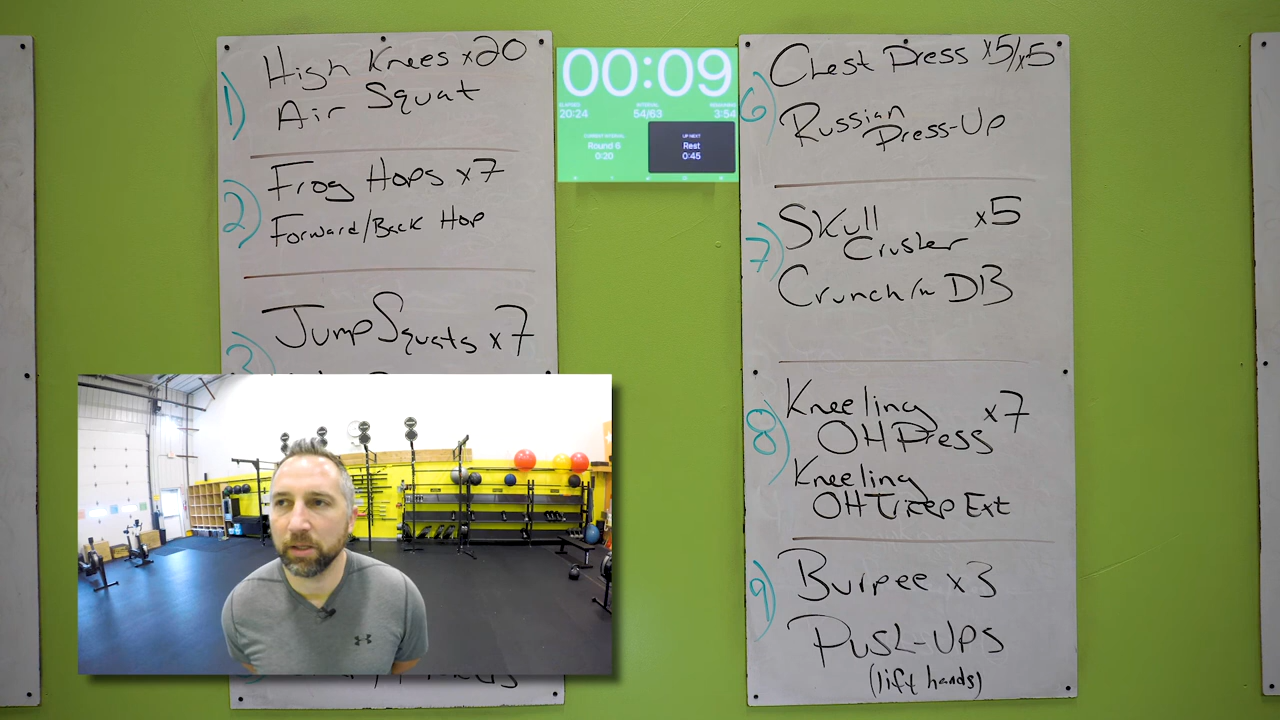 1) High Knees x20
Air Squat
2) Frog Hops x7
Forward/Back Hop
Jump Squats x7
00:09
ELAPSED INTERVAL REMAINING
20:24 54/63 3:54
CURRENT INTERVAL
Round 6
0:20
UP NEXT
Rest
0:45
6) Chest Press x5/x5
Russian
Press-Up
7) Skull x5
Crusher
Crunch/w DB
8) Kneeling x7
OH Press
Kneeling
OH Tricep Ext
9) Burpee x3
Push-Ups
(lift hands)